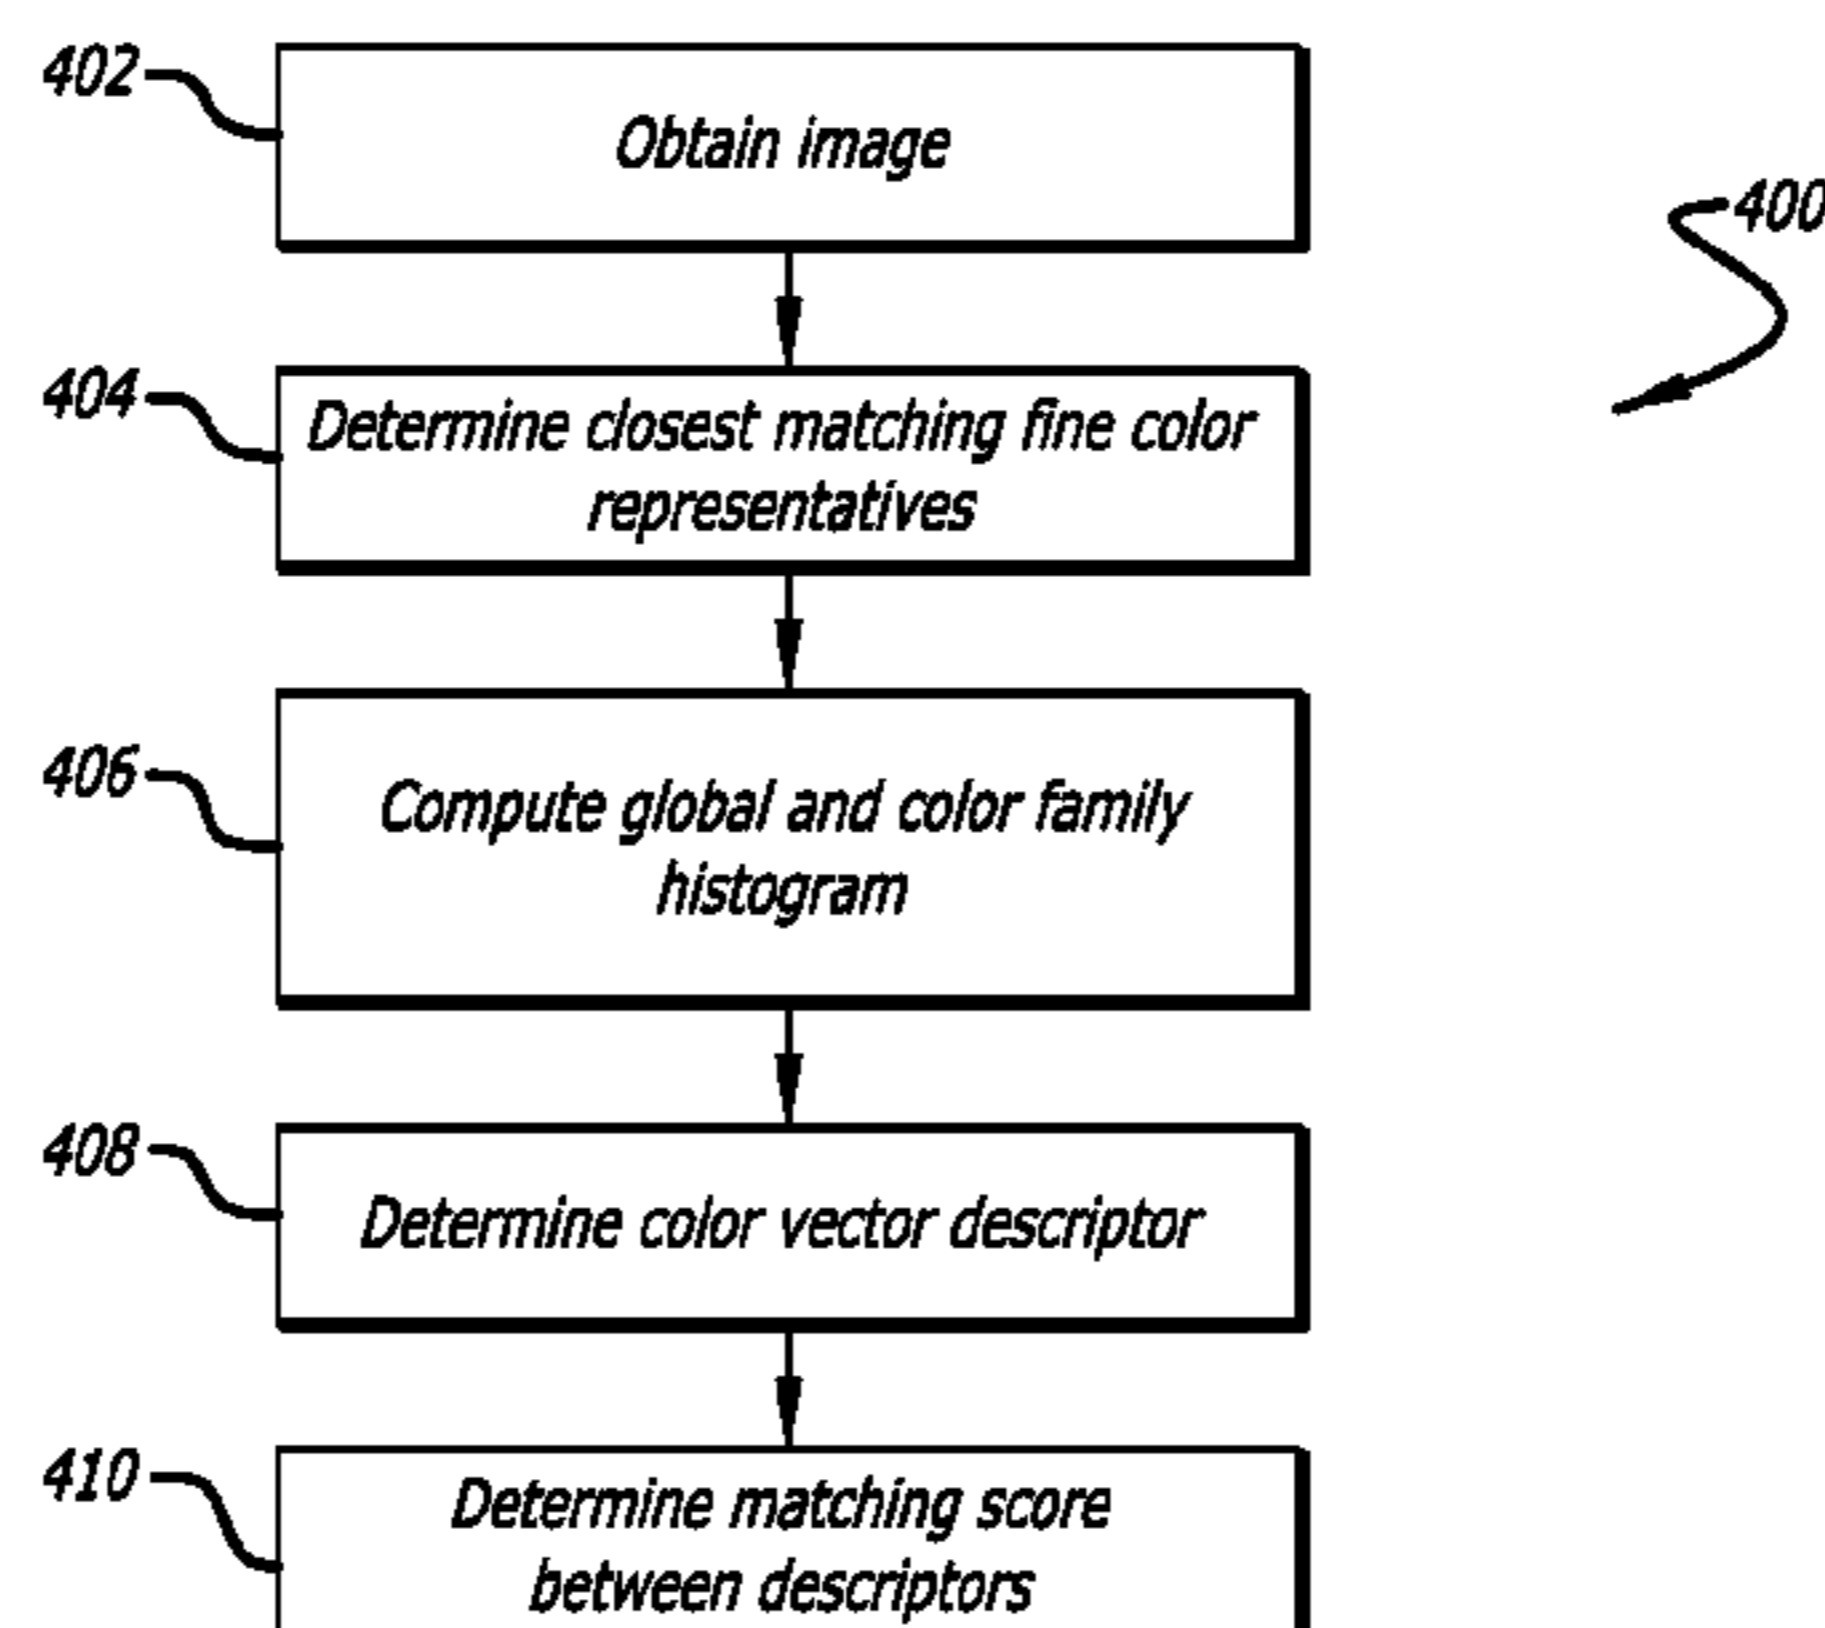 402
Obtain image
400
404
Determine closest matching fine color
representatives
406
Compute global and color family
histogram
408
Determine color vector descriptor
410
Determine matching score
between descriptors